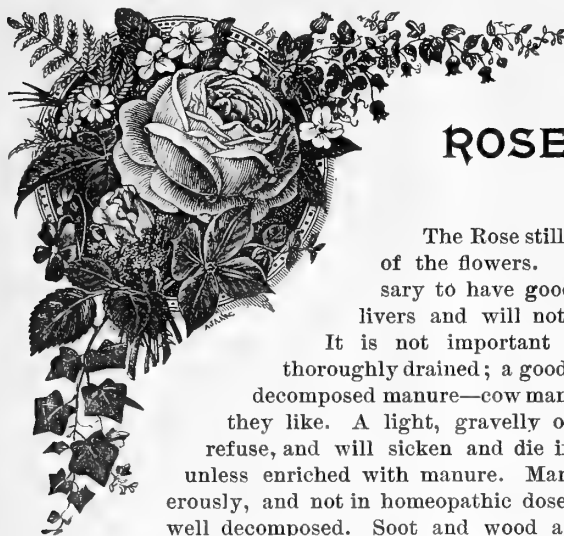 ROSE
The Rose still
of the flowers.
sary to have good
livers and will not
It is not important
thoroughly drained; a good
decomposed manure—cow man
they like. A light, gravelly o
refuse, and will sicken and die i
unless enriched with manure. Man
erously, and not in homeopathic dose
well decomposed. Soot and wood a